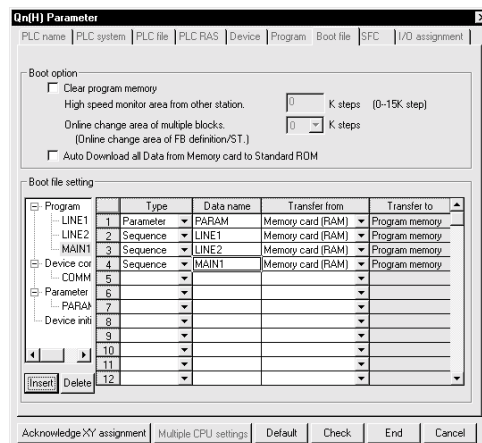 Qn(H) Parameter
PLC name PLC system PLC file PLC RAS Device Program Boot file SFC I/O assignment
Boot option
Clear program memory
High speed monitor area from other station. 0 K steps (0--15K step)
Online change area of multiple blocks. 0 K steps
(Online change area of FB definition/ST.)
Auto Download all Data from Memory card to Standard ROM
Boot file setting
Program
LINE1
LINE2
MAIN1
Device cor
COMM
Parameter
PARAM
Device initi
Type Data name Transfer from Transfer to
1 Parameter PARAM Memory card (RAM) Program memory
2 Sequence LINE1 Memory card (RAM) Program memory
3 Sequence LINE2 Memory card (RAM) Program memory
4 Sequence MAIN1 Memory card (RAM) Program memory
5
6
7
8
9
10
11
12
Insert Delete
Acknowledge XY assignment Multiple CPU settings Default Check End Cancel